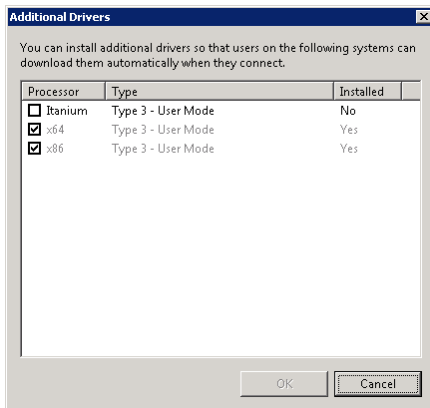 Additional Drivers
You can install additional drivers so that users on the following systems can
download them automatically when they connect.
Processor Type Installed
Itanium Type 3 - User Mode No
x64 Type 3 - User Mode Yes
x86 Type 3 - User Mode Yes
OK Cancel